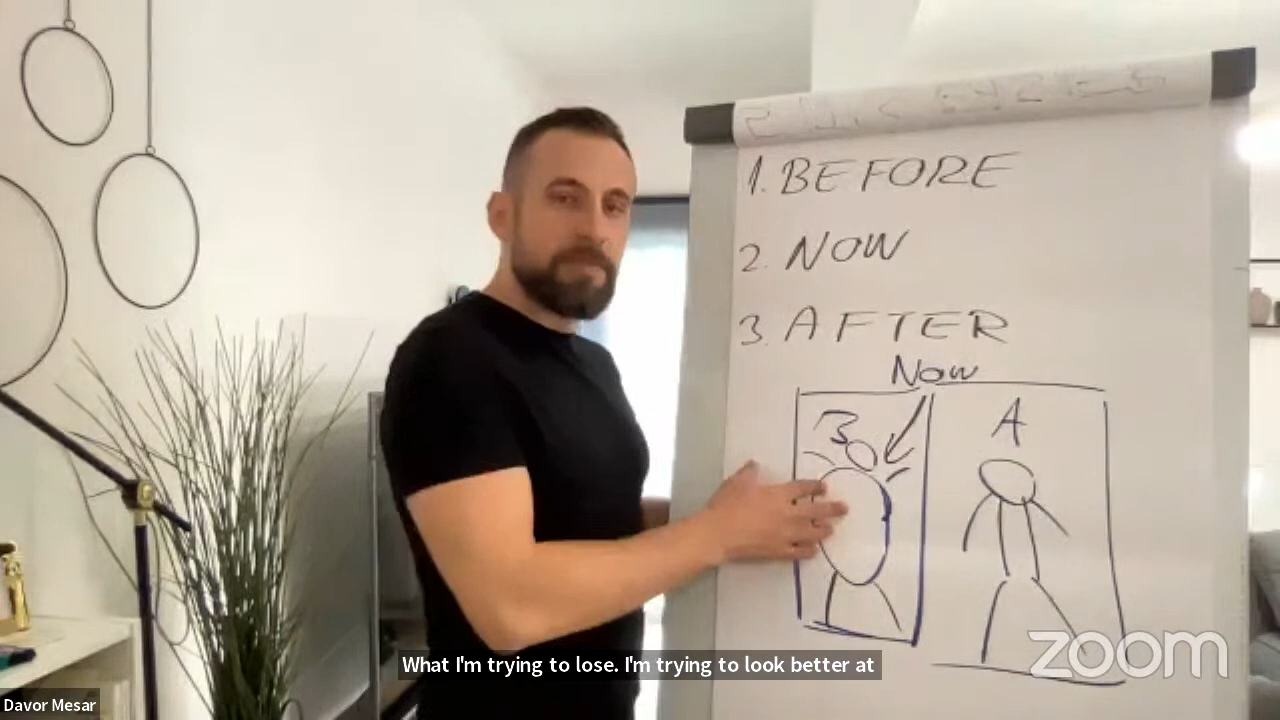 1. BEFORE
2. NOW
3. AFTER
Now
B A
zoom
What I'm trying to lose. I'm trying to look better at
Davor Mesar